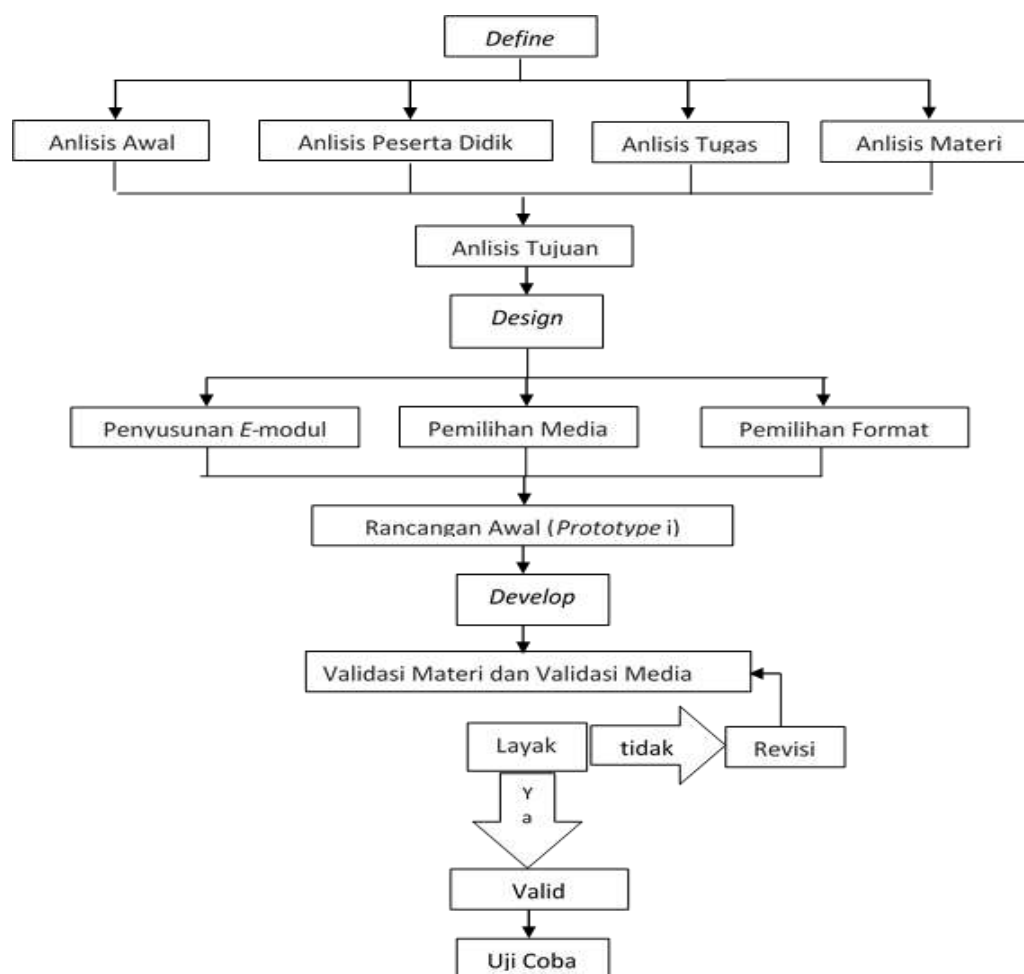 Define
Anlisis Awal
Anlisis Peserta Didik
Anlisis Tugas
Anlisis Materi
Anlisis Tujuan
Design
Penyusunan E-modul
Pemilihan Media
Pemilihan Format
Rancangan Awal (Prototype i)
Develop
Validasi Materi dan Validasi Media
Layak
tidak
Revisi
Y
a
Valid
Uji Coba